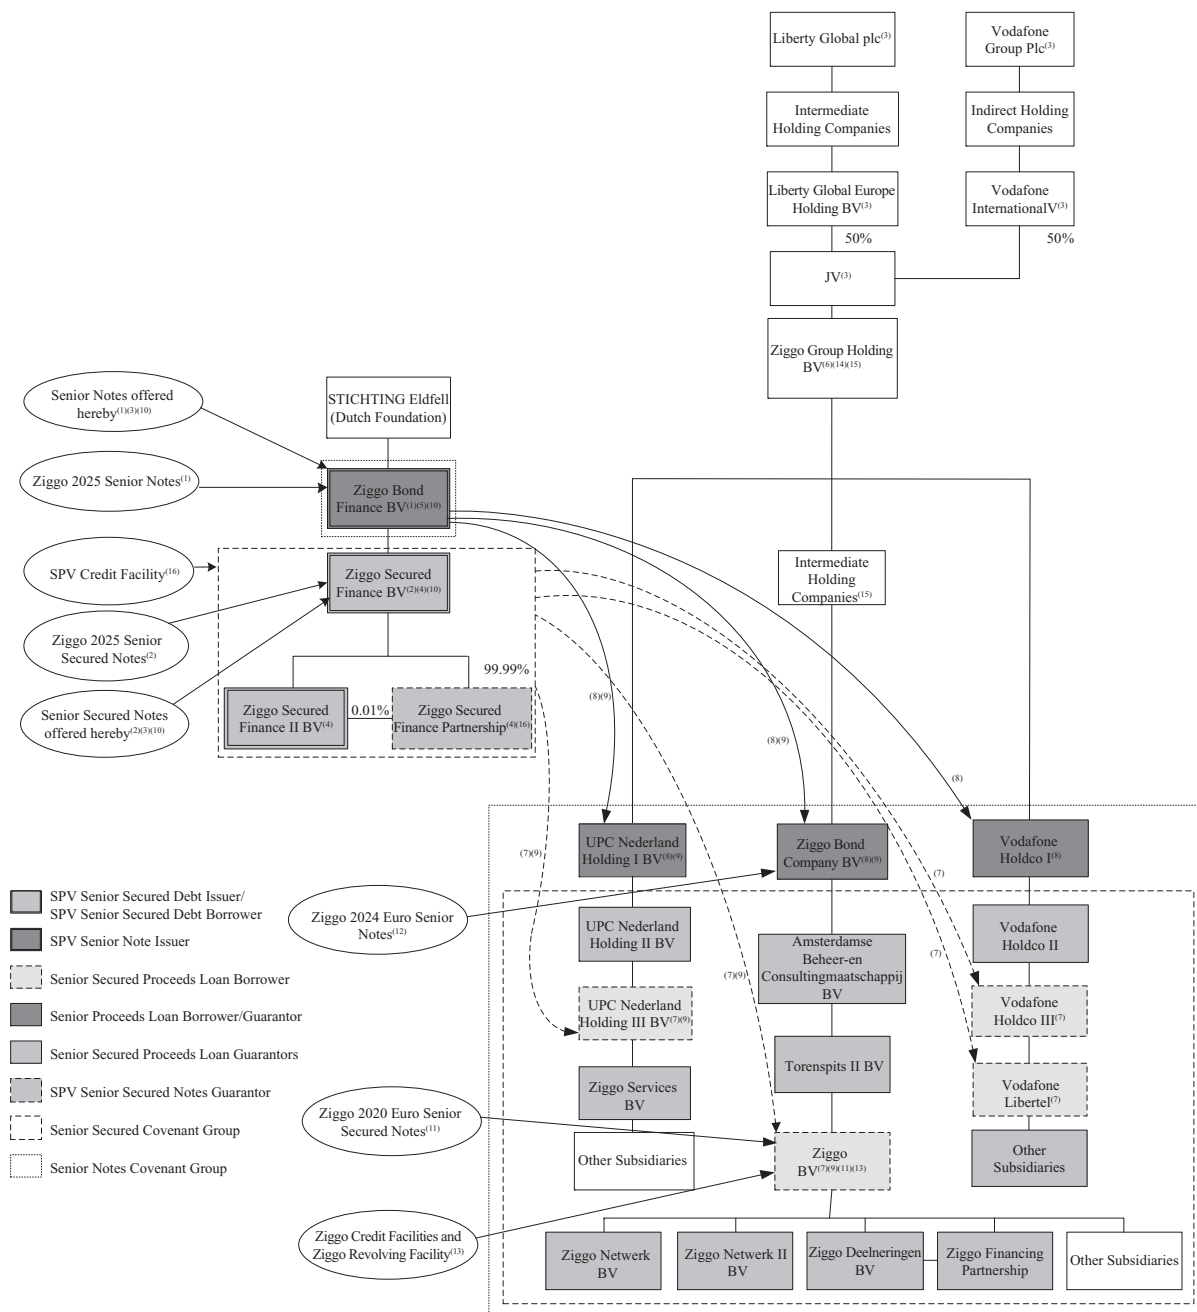 Liberty Global plc(3)
Vodafone
Group Plc(3)
Intermediate
Holding Companies
Indirect Holding
Companies
Liberty Global Europe
Holding BV(3)
Vodafone
InternationalV(3)
50%
50%
JV(3)
Ziggo Group Holding
BV(6)(14)(15)
Senior Notes offered
hereby(1)(3)(10)
STICHTING Eldfell
(Dutch Foundation)
Ziggo 2025 Senior Notes(1)
Ziggo Bond
Finance BV(1)(5)(10)
SPV Credit Facility(16)
Ziggo Secured
Finance BV(2)(4)(10)
Intermediate
Holding
Companies(15)
Ziggo 2025 Senior
Secured Notes(2)
99.99%
Senior Secured Notes
offered hereby(2)(3)(10)
Ziggo Secured
Finance II BV(4)
0.01%
Ziggo Secured
Finance Partnership(4)(16)
(8)(9)
(8)(9)
(8)
UPC Nederland
Holding I BV(8)(9)
Ziggo Bond
Company BV(8)(9)
Vodafone
Holdco I(8)
(7)(9)
(7)
SPV Senior Secured Debt Issuer/
SPV Senior Secured Debt Borrower
SPV Senior Note Issuer
Senior Secured Proceeds Loan Borrower
Senior Proceeds Loan Borrower/Guarantor
Senior Secured Proceeds Loan Guarantors
SPV Senior Secured Notes Guarantor
Senior Secured Covenant Group
Senior Notes Covenant Group
Ziggo 2024 Euro Senior
Notes(12)
UPC Nederland
Holding II BV
Amsterdamse
Beheer-en
Consultingmaatschappij
BV
Vodafone
Holdco II
(7)
(7)(9)
UPC Nederland
Holding III BV(7)(9)
Vodafone
Holdco III(7)
Torenspits II BV
Ziggo Services
BV
Vodafone
Libertel(7)
Ziggo 2020 Euro Senior
Secured Notes(11)
Other Subsidiaries
Ziggo
BV(7)(9)(11)(13)
Other
Subsidiaries
Ziggo Credit Facilities and
Ziggo Revolving Facility(13)
Ziggo Netwerk
BV
Ziggo Netwerk II
BV
Ziggo Deelneringen
BV
Ziggo Financing
Partnership
Other Subsidiaries